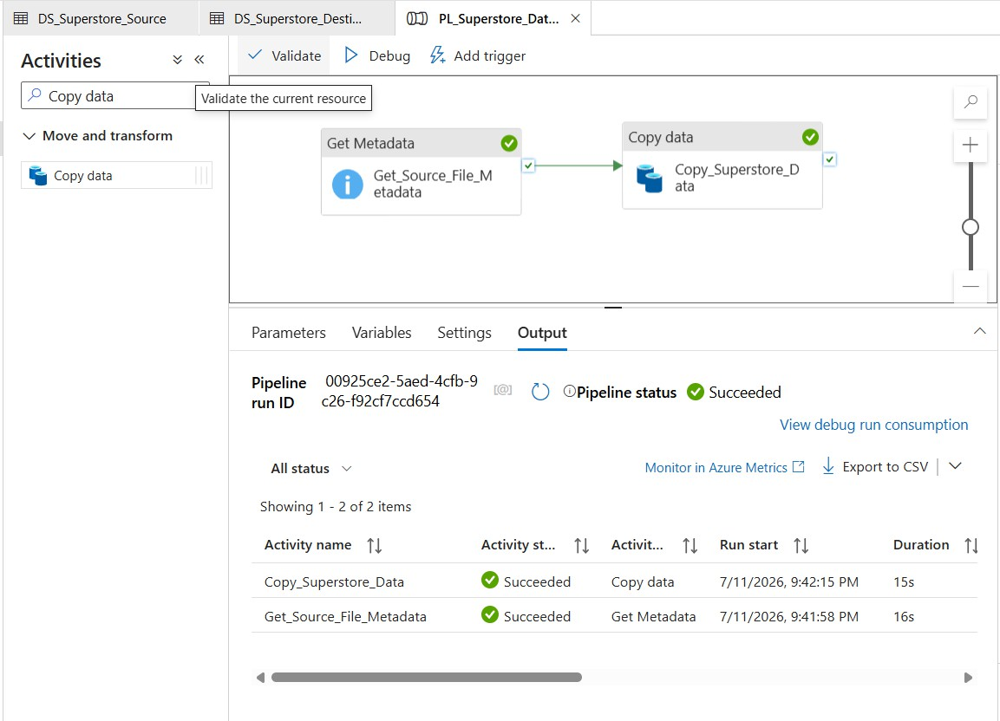 DS_Superstore_Source
DS_Superstore_Desti...
PL_Superstore_Dat...
Activities
Validate
Debug
Add trigger
Copy data
Validate the current resource
Move and transform
Copy data
Get Metadata
Get_Source_File_M
etadata
Copy data
Copy_Superstore_D
ata
Parameters
Variables
Settings
Output
Pipeline
run ID
00925ce2-5aed-4cfb-9
c26-f92cf7ccd654
[@]
Pipeline status
Succeeded
View debug run consumption
All status
Monitor in Azure Metrics
Export to CSV
Showing 1 - 2 of 2 items
Activity name
Activity st...
Activit...
Run start
Duration
Copy_Superstore_Data
Succeeded
Copy data
7/11/2026, 9:42:15 PM
15s
Get_Source_File_Metadata
Succeeded
Get Metadata
7/11/2026, 9:41:58 PM
16s